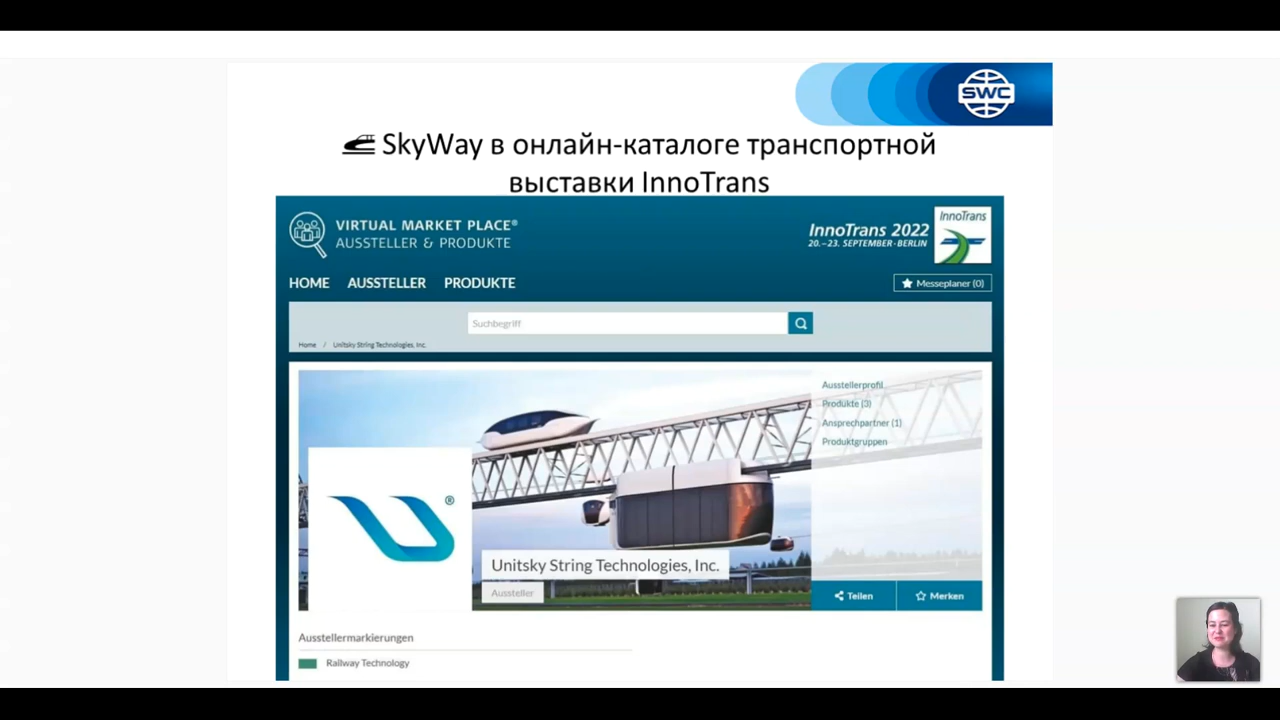 SWC
SkyWay в онлайн-каталоге транспортной
выставки InnoTrans
VIRTUAL MARKET PLACE®
AUSSTELLER & PRODUKTE
InnoTrans 2022
20.–23. SEPTEMBER · BERLIN
InnoTrans
HOME AUSSTELLER PRODUKTE
Messeplaner (0)
Suchbegriff
Home / Unitsky String Technologies, Inc.
Ausstellerprofil
Produkte (3)
Ansprechpartner (1)
Produktgruppen
®
Unitsky String Technologies, Inc.
Aussteller
Teilen Merken
Ausstellermarkierungen
Railway Technology